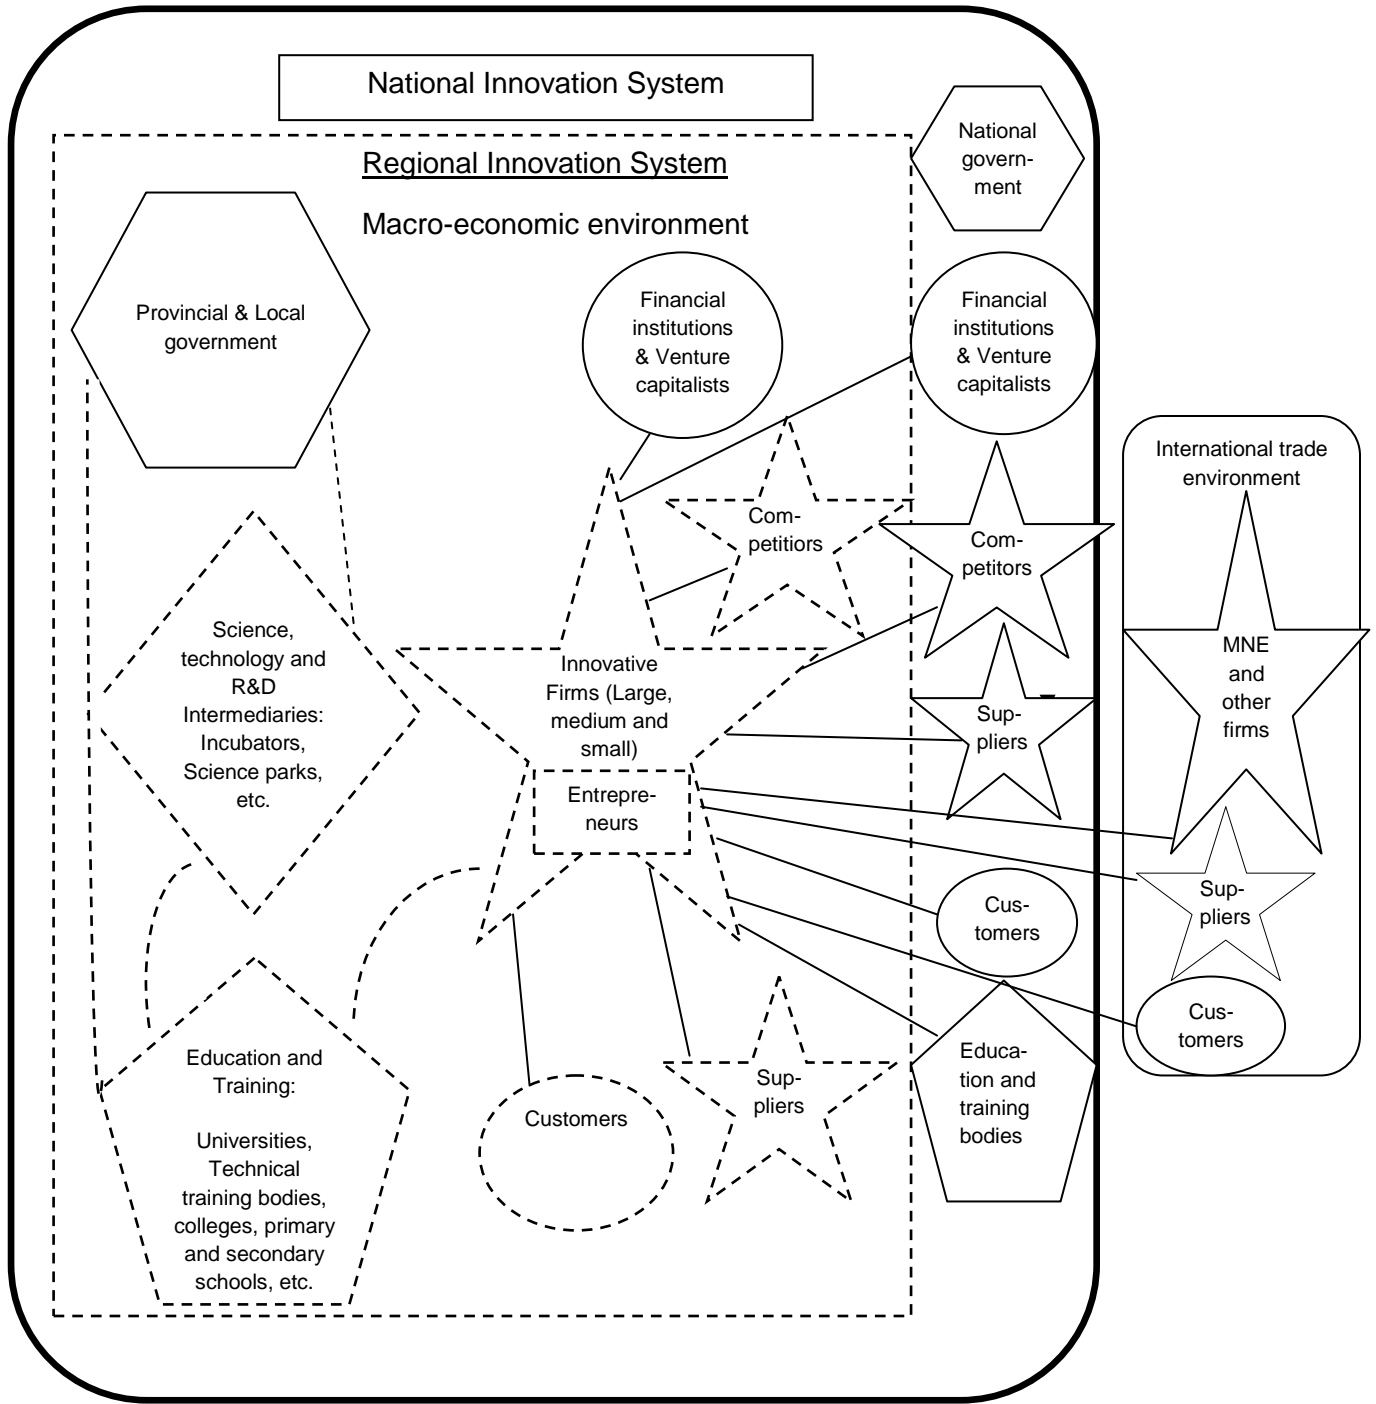 National Innovation System
Regional Innovation System
Macro-economic environment
National
govern-
ment
Provincial & Local
government
Financial
institutions
& Venture
capitalists
Financial
institutions
& Venture
capitalists
International trade
environment
Com-
petitiors
Com-
petitors
Science,
technology and
R&D
Intermediaries:
Incubators,
Science parks,
etc.
Innovative
Firms (Large,
medium and
small)
Entrepre-
neurs
Sup-
pliers
MNE
and
other
firms
Sup-
pliers
Cus-
tomers
Cus-
tomers
Education and
Training:
Universities,
Technical
training bodies,
colleges, primary
and secondary
schools, etc.
Customers
Sup-
pliers
Educa-
tion and
training
bodies